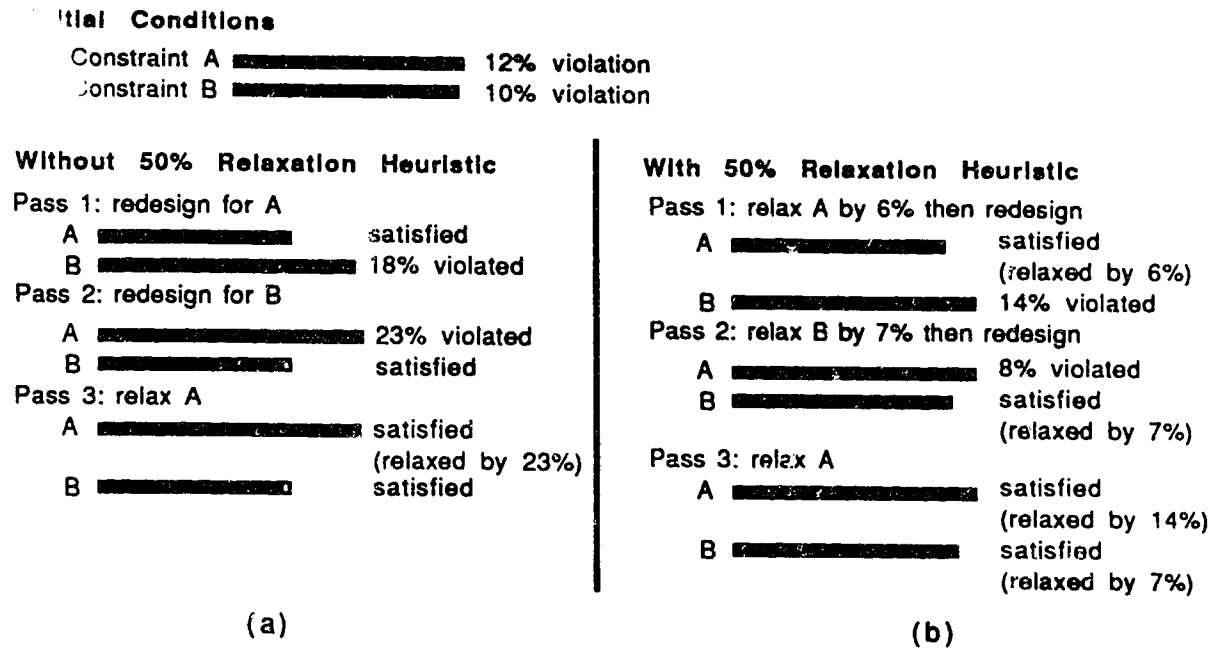 Conditions
Constraint A 12% violation
Constraint B 10% violation
Without 50% Relaxation Heuristic
Pass 1: redesign for A
A satisfied
B 18% violated
Pass 2: redesign for B
A 23% violated
B satisfied
Pass 3: relax A
A satisfied
(relaxed by 23%)
B satisfied
(a)
With 50% Relaxation Heuristic
Pass 1: relax A by 6% then redesign
A satisfied
(relaxed by 6%)
B 14% violated
Pass 2: relax B by 7% then redesign
A 8% violated
B satisfied
(relaxed by 7%)
Pass 3: relax A
A satisfied
(relaxed by 14%)
B satisfied
(relaxed by 7%)
(b)